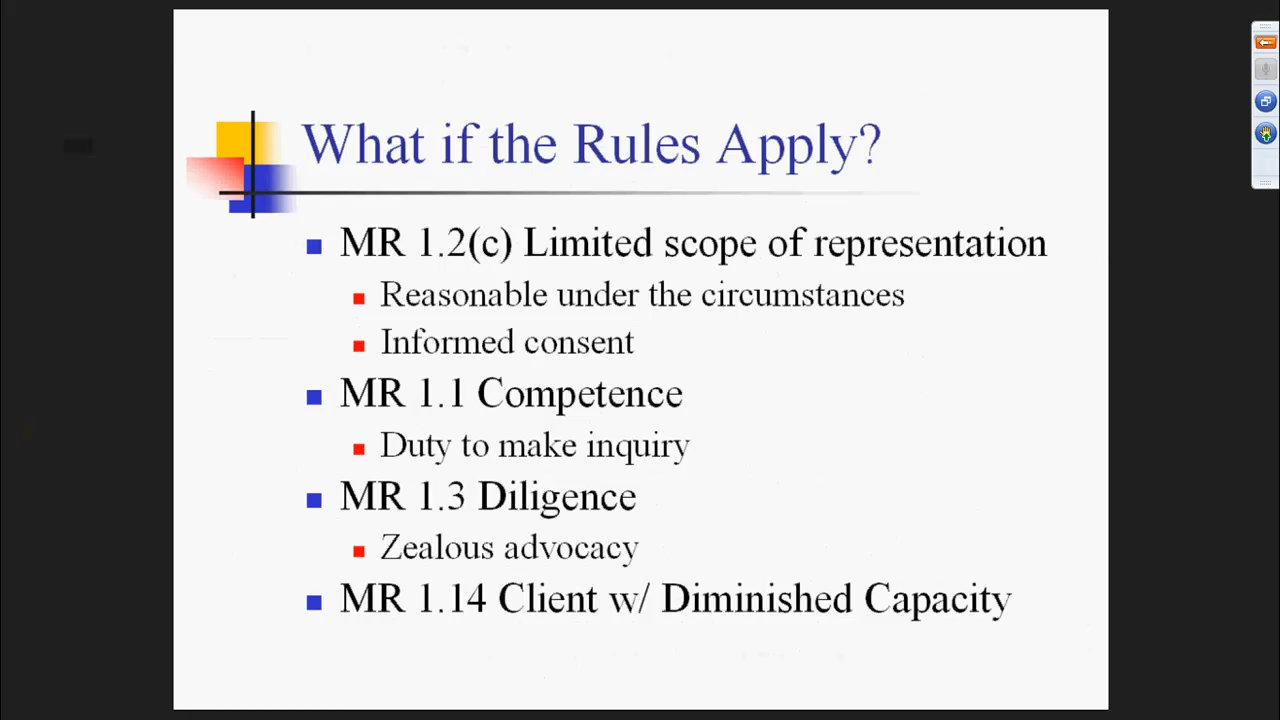 What if the Rules Apply?
MR 1.2(c) Limited scope of representation
Reasonable under the circumstances
Informed consent
MR 1.1 Competence
Duty to make inquiry
MR 1.3 Diligence
Zealous advocacy
MR 1.14 Client w/ Diminished Capacity